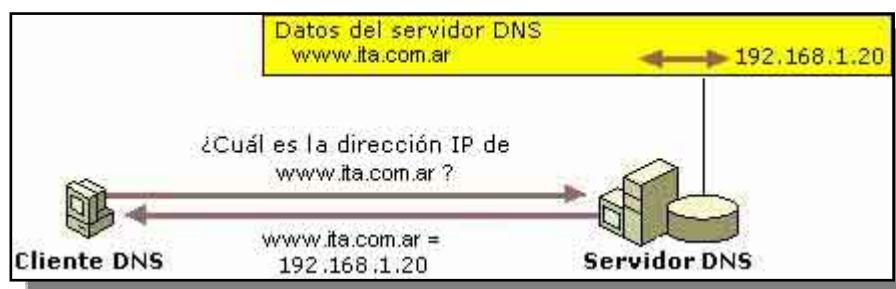 Datos del servidor DNS
www.ita.com.ar 192.168.1.20
¿Cuál es la dirección IP de
www.ita.com.ar ?
www.ita.com.ar =
192.168.1.20
Cliente DNS
Servidor DNS